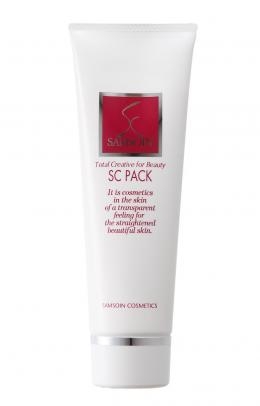 SAMSOIN
Total Creative for Beauty
SC PACK
It is cosmetics
in the skin
of a transparent
feeling for
the straightened
beautiful skin.
SAMSOIN COSMETICS